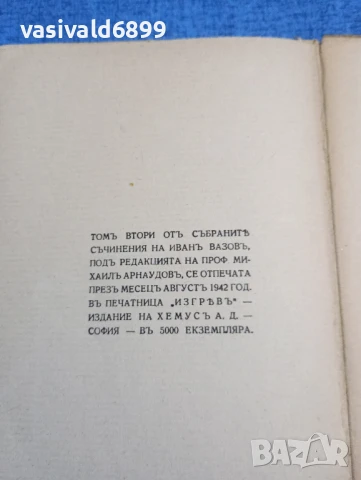 vasivald6899
ТОМЪ ВТОРИ ОТЪ СЪБРАНИТѢ
СЪЧИНЕНИЯ НА ИВАНЪ ВАЗОВЪ,
ПОДЪ РЕДАКЦИЯТА НА ПРОФ МИ-
ХАИЛЪ АРНАУДОВЪ, СЕ ОТПЕЧАТА
ПРЕЗЪ МЕСЕЦЪ АВГУСТЪ 1942 ГОД.
ВЪ ПЕЧАТНИЦА „ИЗГРѢВЪ" —
ИЗДАНИЕ НА ХЕМУСЪ А. Д. —
СОФИЯ — ВЪ 5000 ЕКЗЕМПЛЯРА.
BAZAR